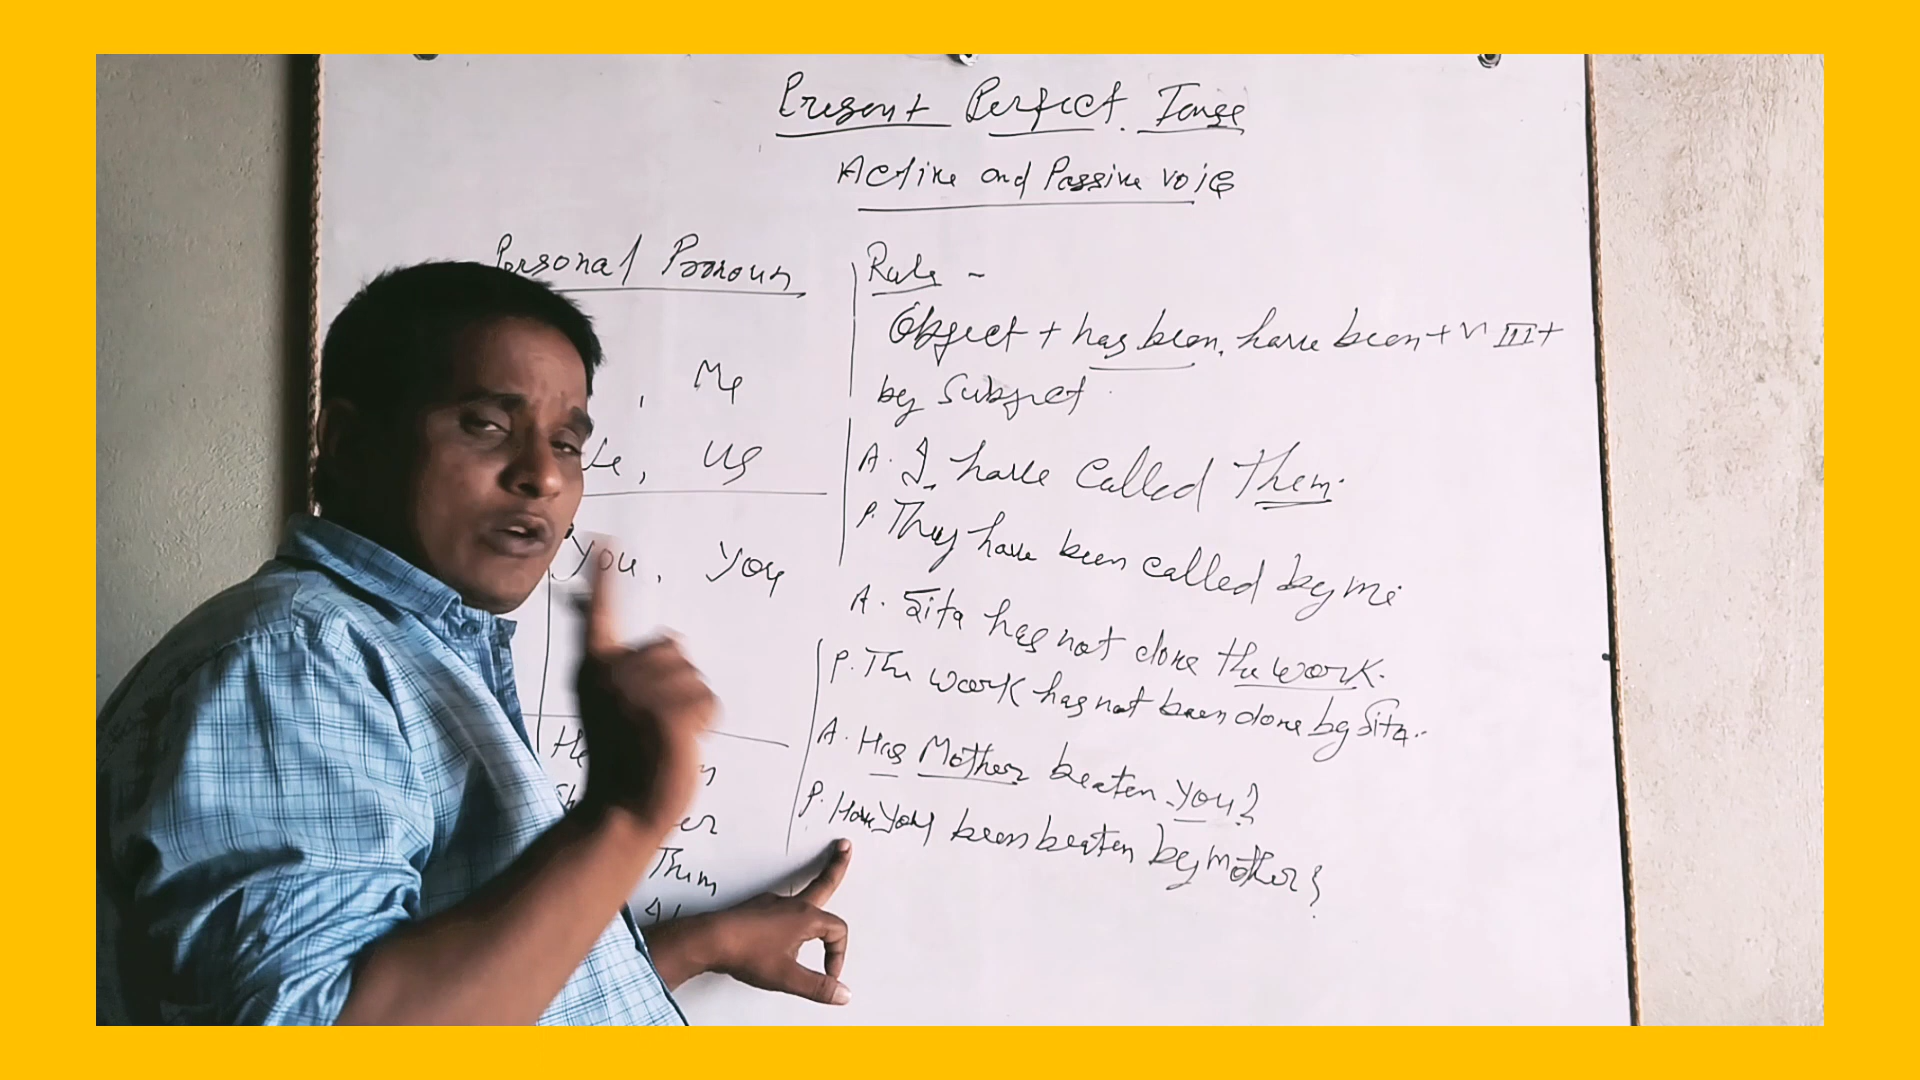 Present Perfect Tense
Active and Passive voice
Personal Pronoun
, Me
, us
You, You
He
Them
Rule -
Object + has been, have been + V III +
by Subject.
A. I have called Them.
P. They have been called by me
A. Sita has not done the work.
P. The work has not been done by Sita.
A. Has Mother beaten you?
P. Have you been beaten by mother?